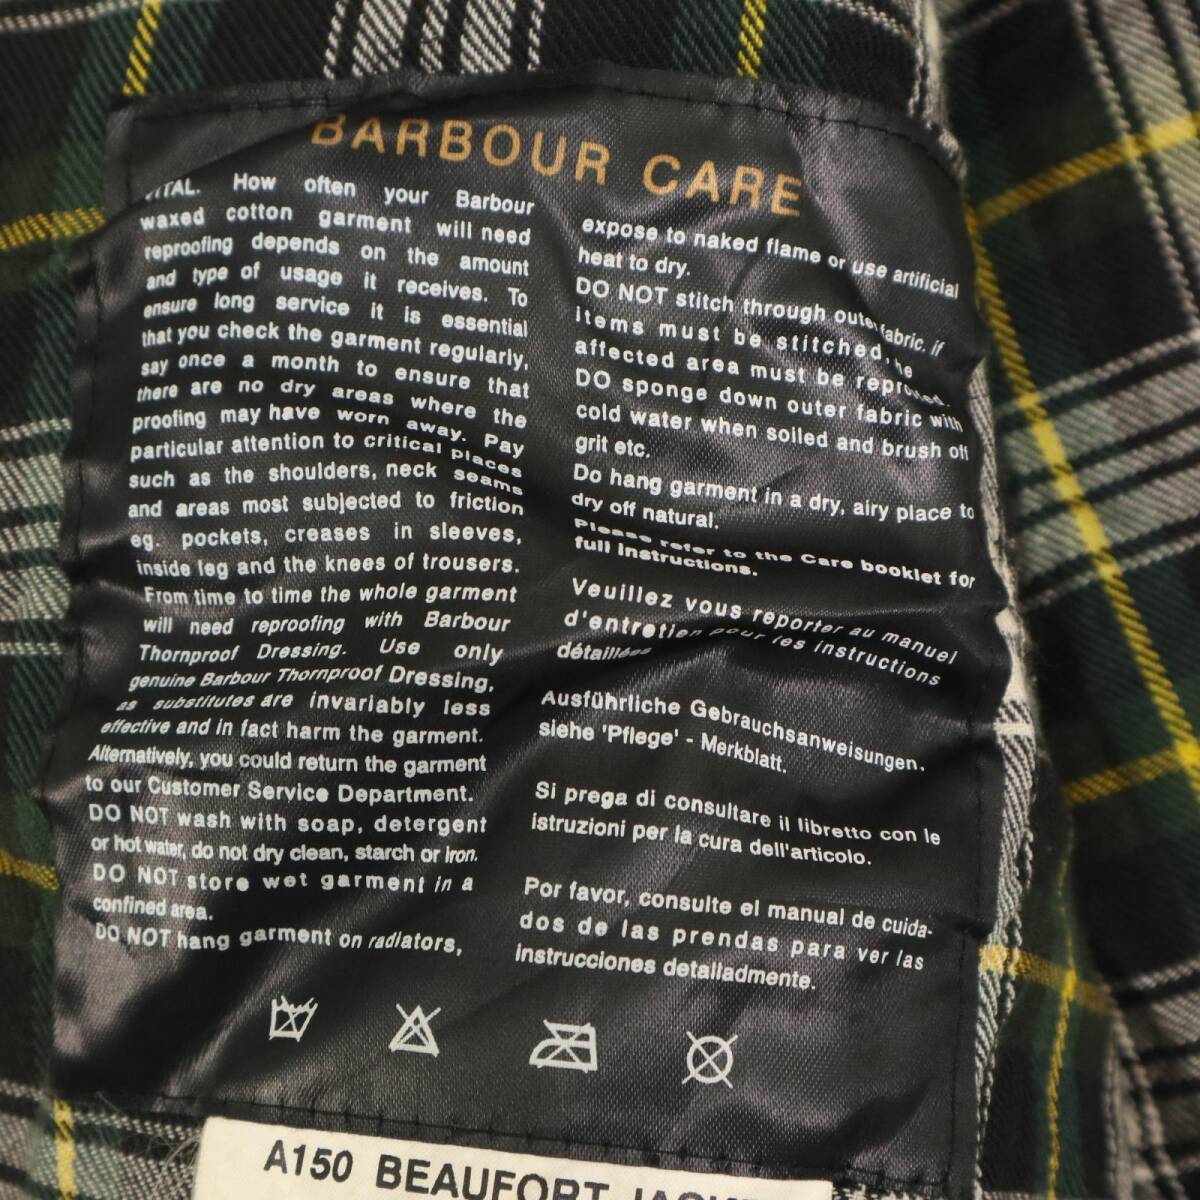 BARBOUR CARE
VITAL. How often your Barbour
waxed cotton garment will need
reproofing depends on the amount
and type of usage it receives. To
ensure long service it is essential
that you check the garment regularly,
say once a month to ensure that
there are no dry areas where the
proofing may have worn away. Pay
particular attention to critical places
such as the shoulders, neck seams
and areas most subjected to friction
eg. pockets, creases in sleeves,
inside leg and the knees of trousers.
From time to time the whole garment
will need reproofing with Barbour
Thornproof Dressing. Use only
genuine Barbour Thornproof Dressing,
as substitutes are invariably less
effective and in fact harm the garment.
Alternatively, you could return the garment
to our Customer Service Department.
DO NOT wash with soap, detergent
or hot water, do not dry clean, starch or iron.
DO NOT store wet garment in a
confined area.
DO NOT hang garment on radiators,
expose to naked flame or use artificial
heat to dry.
DO NOT stitch through outer fabric, if
items must be stitched, the
affected area must be reproofed.
DO sponge down outer fabric with
cold water when soiled and brush off
grit etc.
Do hang garment in a dry, airy place to
dry off natural.
Please refer to the Care booklet for
full instructions.
Veuillez vous reporter au manuel
d'entretien pour les instructions
détaillées
Ausführliche Gebrauchsanweisungen.
siehe 'Pflege' - Merkblatt.
Si prega di consultare il libretto con le
istruzioni per la cura dell'articolo.
Por favor, consulte el manual de cuida-
dos de las prendas para ver las
instrucciones detalladmente.
A150 BEAUFORT